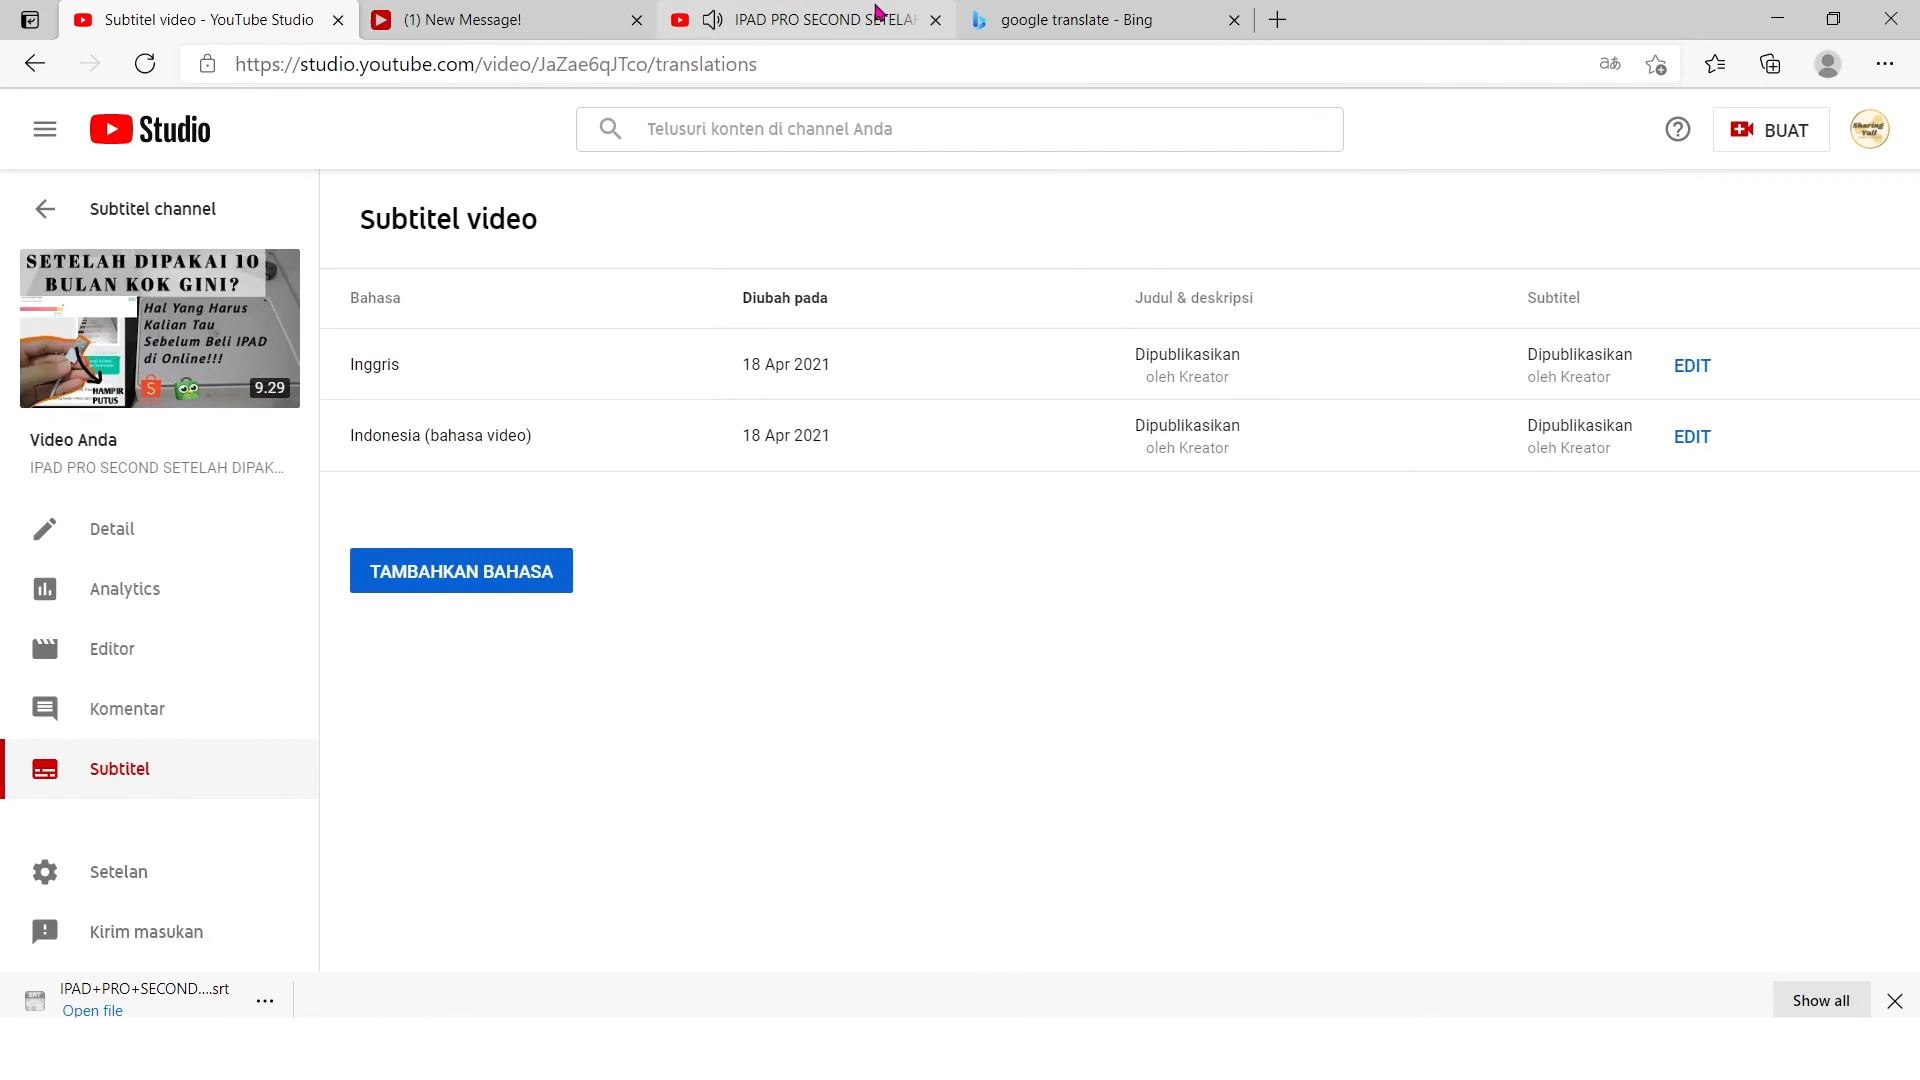 Subtitel video - YouTube Studio
(1) New Message!
IPAD PRO SECOND SETELAH
google translate - Bing
https://studio.youtube.com/video/JaZae6qJTco/translations
Studio
Telusuri konten di channel Anda
BUAT
Sharing
Yall
Subtitel channel
SETELAH DIPAKAI 10
BULAN KOK GINI?
Hal Yang Harus
Kalian Tau
Sebelum Beli IPAD
di Online!!!
HAMPIR
PUTUS
9.29
Video Anda
IPAD PRO SECOND SETELAH DIPAK...
Detail
Analytics
Editor
Komentar
Subtitel
Setelan
Kirim masukan
Subtitel video
Bahasa
Diubah pada
Judul & deskripsi
Subtitel
Inggris
18 Apr 2021
Dipublikasikan
oleh Kreator
Dipublikasikan
oleh Kreator
EDIT
Indonesia (bahasa video)
18 Apr 2021
Dipublikasikan
oleh Kreator
Dipublikasikan
oleh Kreator
EDIT
TAMBAHKAN BAHASA
IPAD+PRO+SECOND....srt
Open file
Show all